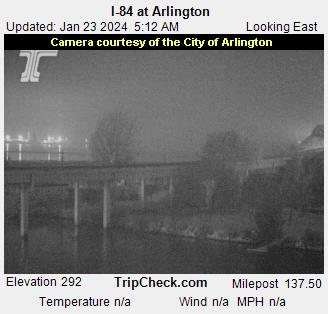 I-84 at Arlington
Updated: Jan 23 2024 5:12 AM Looking East
Camera courtesy of the City of Arlington
Elevation 292 TripCheck.com Milepost 137.50
Temperature n/a Wind n/a MPH n/a